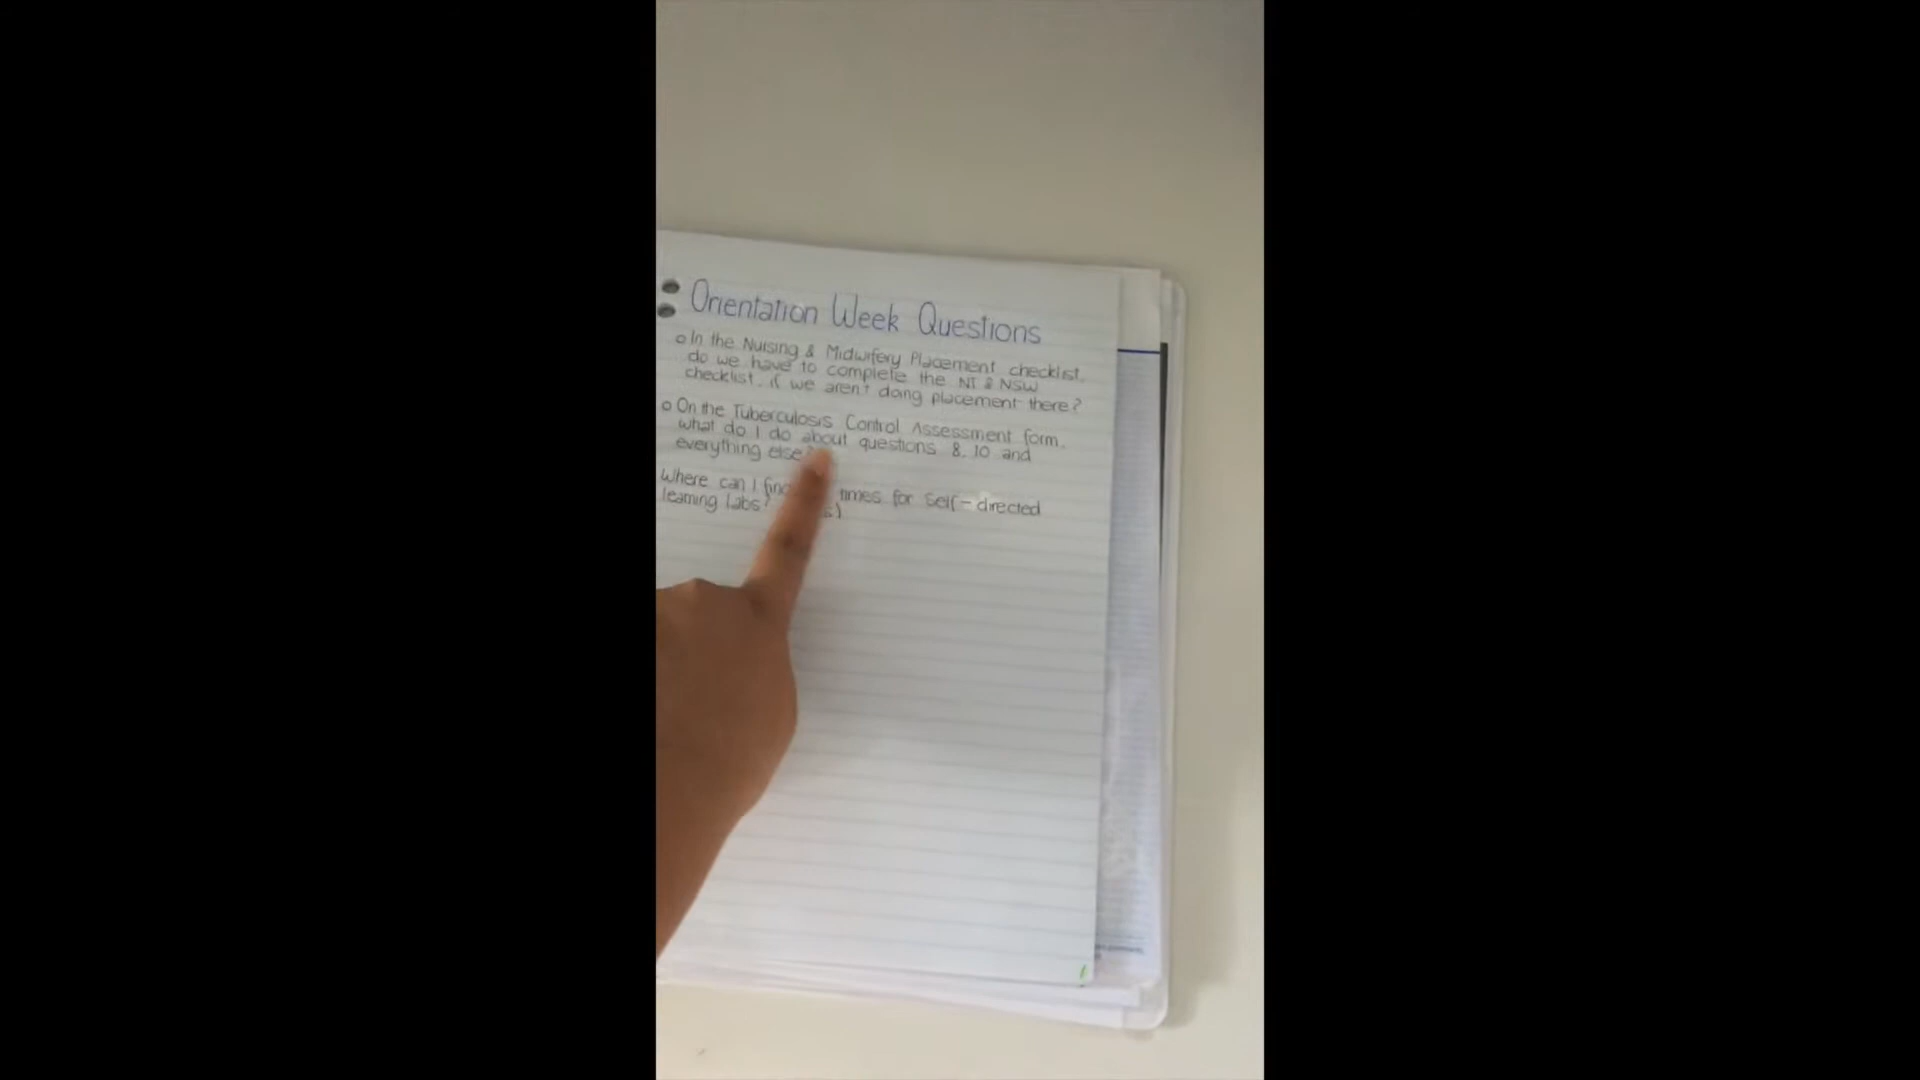 Orientation Week Questions
In the Nursing & Midwifery Placement checklist,
do we have to complete the NT & NSW
checklist. if we aren't doing placement there?
On the Tuberculosis Control Assessment form,
what do I do about questions 8, 10 and
everything else?
Where can I find times for Self-directed
learning labs?